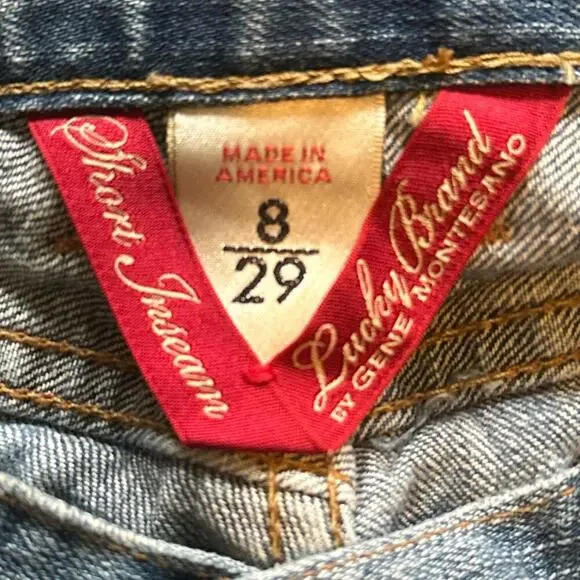 Short Inseam
MADE IN
AMERICA
8
29
Lucky Brand
BY GENE MONTESANO